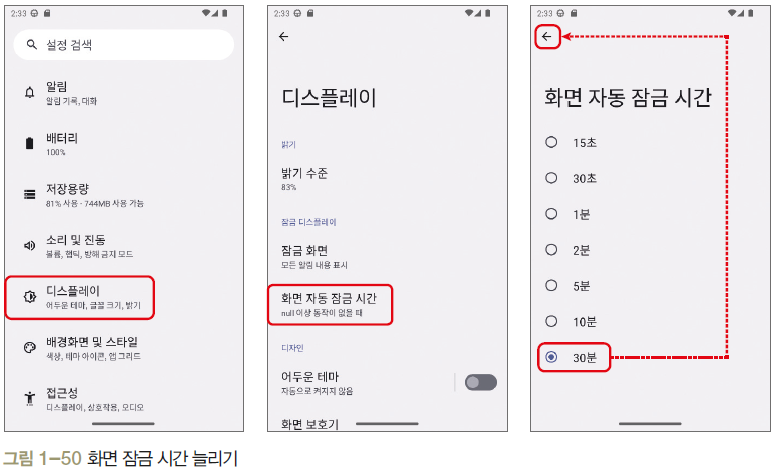 2:33
설정 검색
알림
알림 기록, 대화
배터리
100%
저장용량
81% 사용 - 744MB 사용 가능
소리 및 진동
볼륨, 햅틱, 방해 금지 모드
디스플레이
어두운 테마, 글꼴 크기, 밝기
배경화면 및 스타일
색상, 테마 아이콘, 앱 그리드
접근성
디스플레이, 상호작용, 오디오
2:33
디스플레이
밝기
밝기 수준
83%
잠금 디스플레이
잠금 화면
모든 알림 내용 표시
화면 자동 잠금 시간
null 이상 동작이 없을 때
디자인
어두운 테마
자동으로 켜지지 않음
화면 보호기
2:33
화면 자동 잠금 시간
15초
30초
1분
2분
5분
10분
30분
그림 1-50 화면 잠금 시간 늘리기